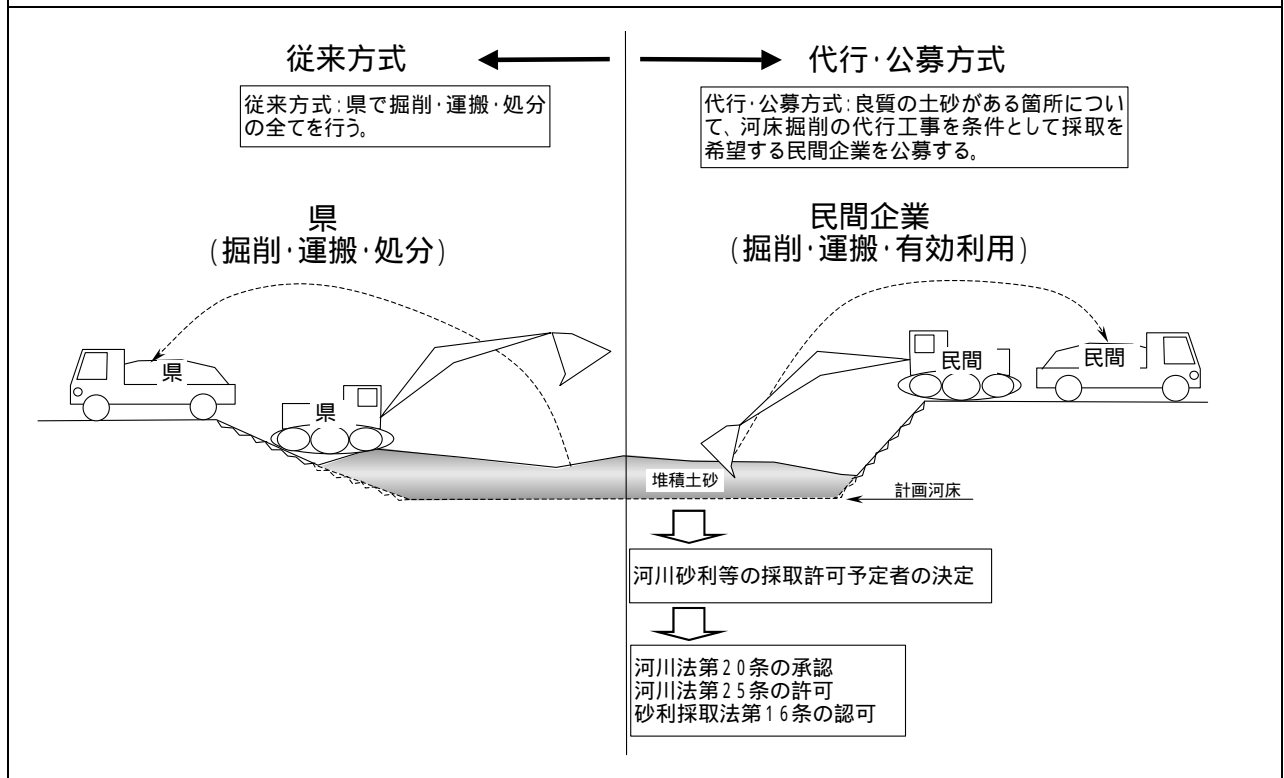 従来方式
従来方式:県で掘削・運搬・処分
の全てを行う。
県
(掘削・運搬・処分)
県
県
代行・公募方式
代行・公募方式:良質の土砂がある箇所につい
て、河床掘削の代行工事を条件として採取を
希望する民間企業を公募する。
民間企業
(掘削・運搬・有効利用)
民間
民間
堆積土砂
計画河床
河川砂利等の採取許可予定者の決定
河川法第20条の承認
河川法第25条の許可
砂利採取法第16条の認可